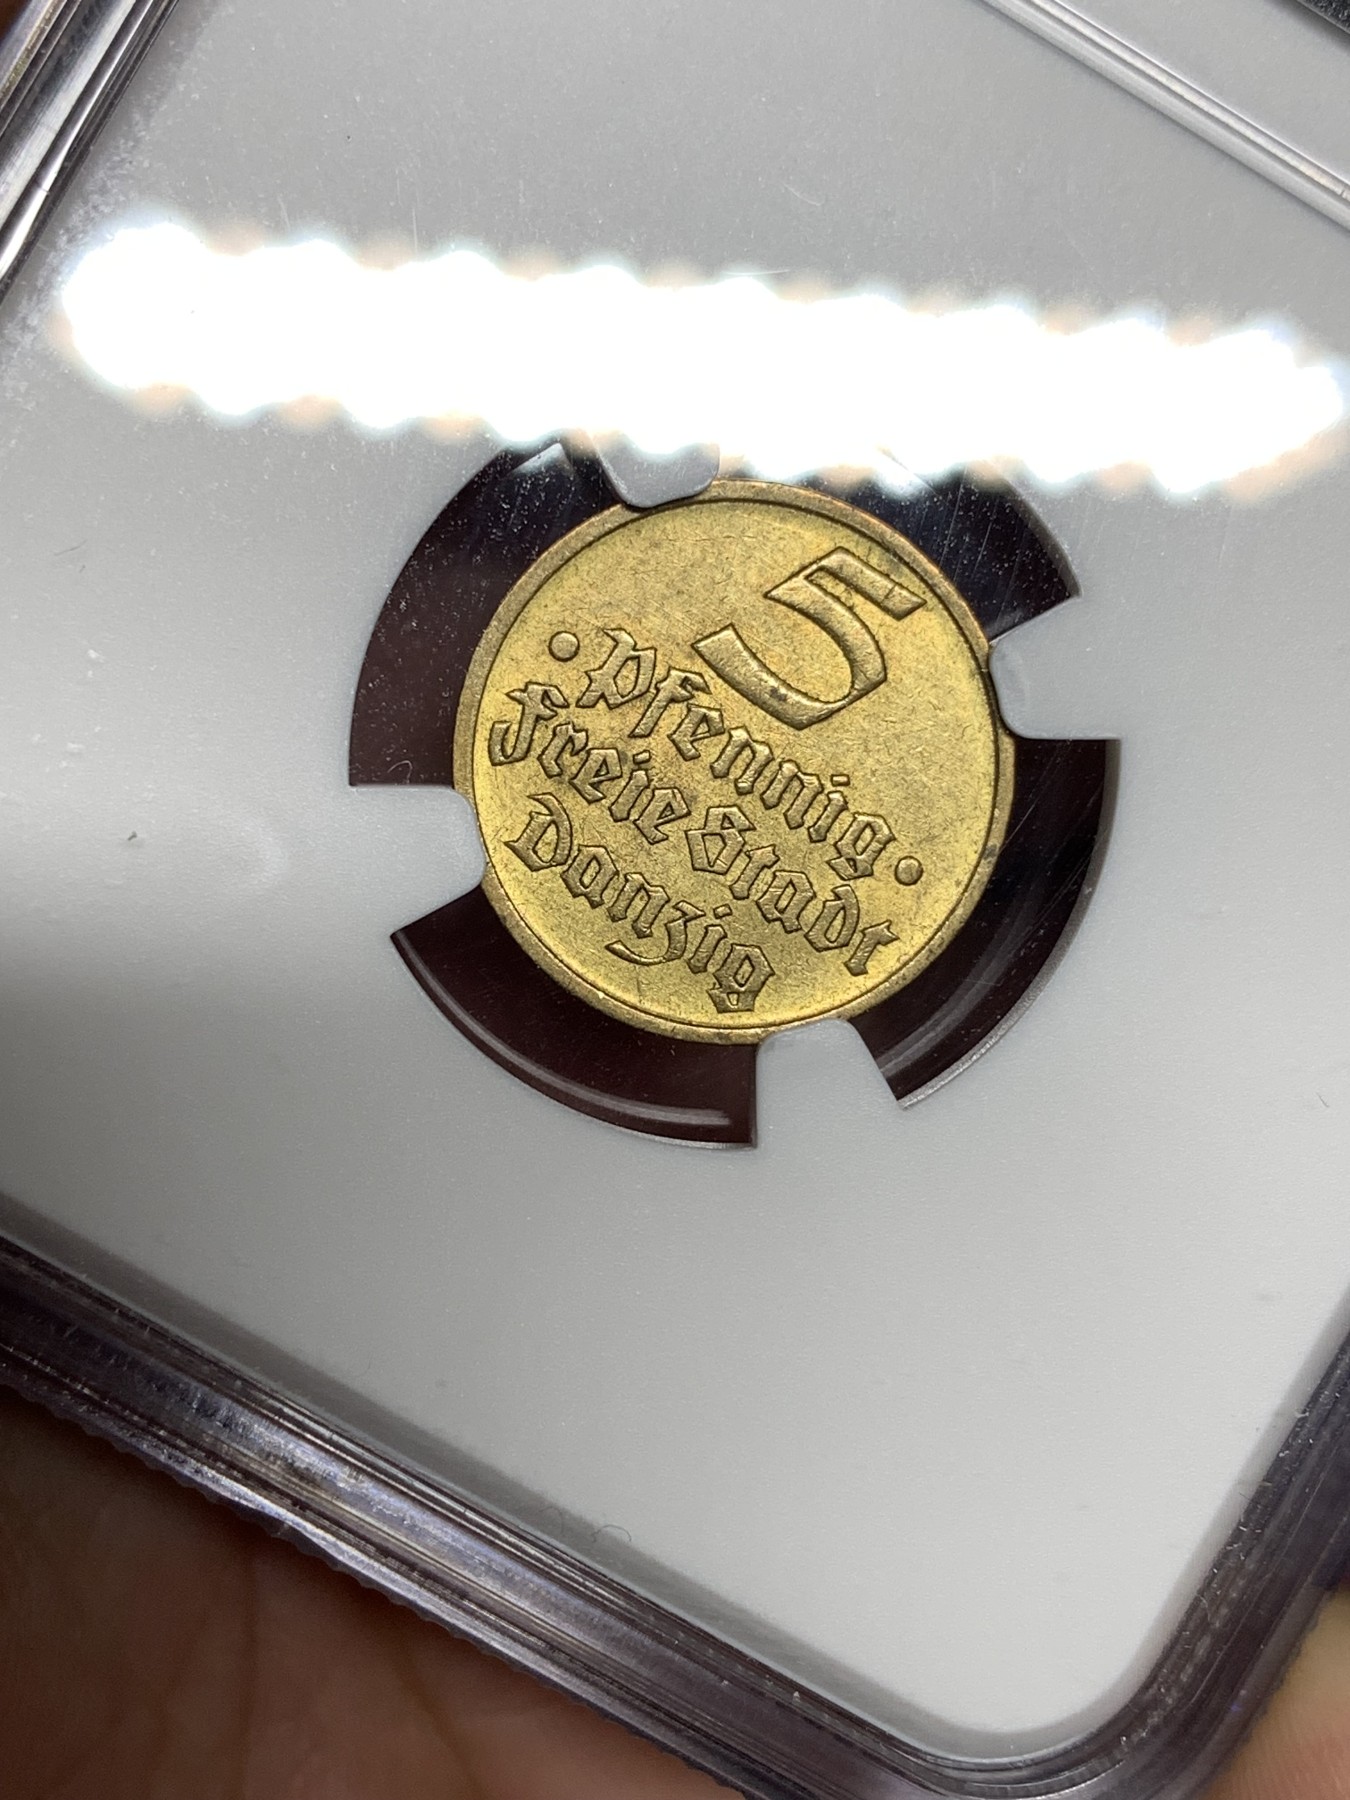 5
• Pfennig •
Freie Stadt
Danzig